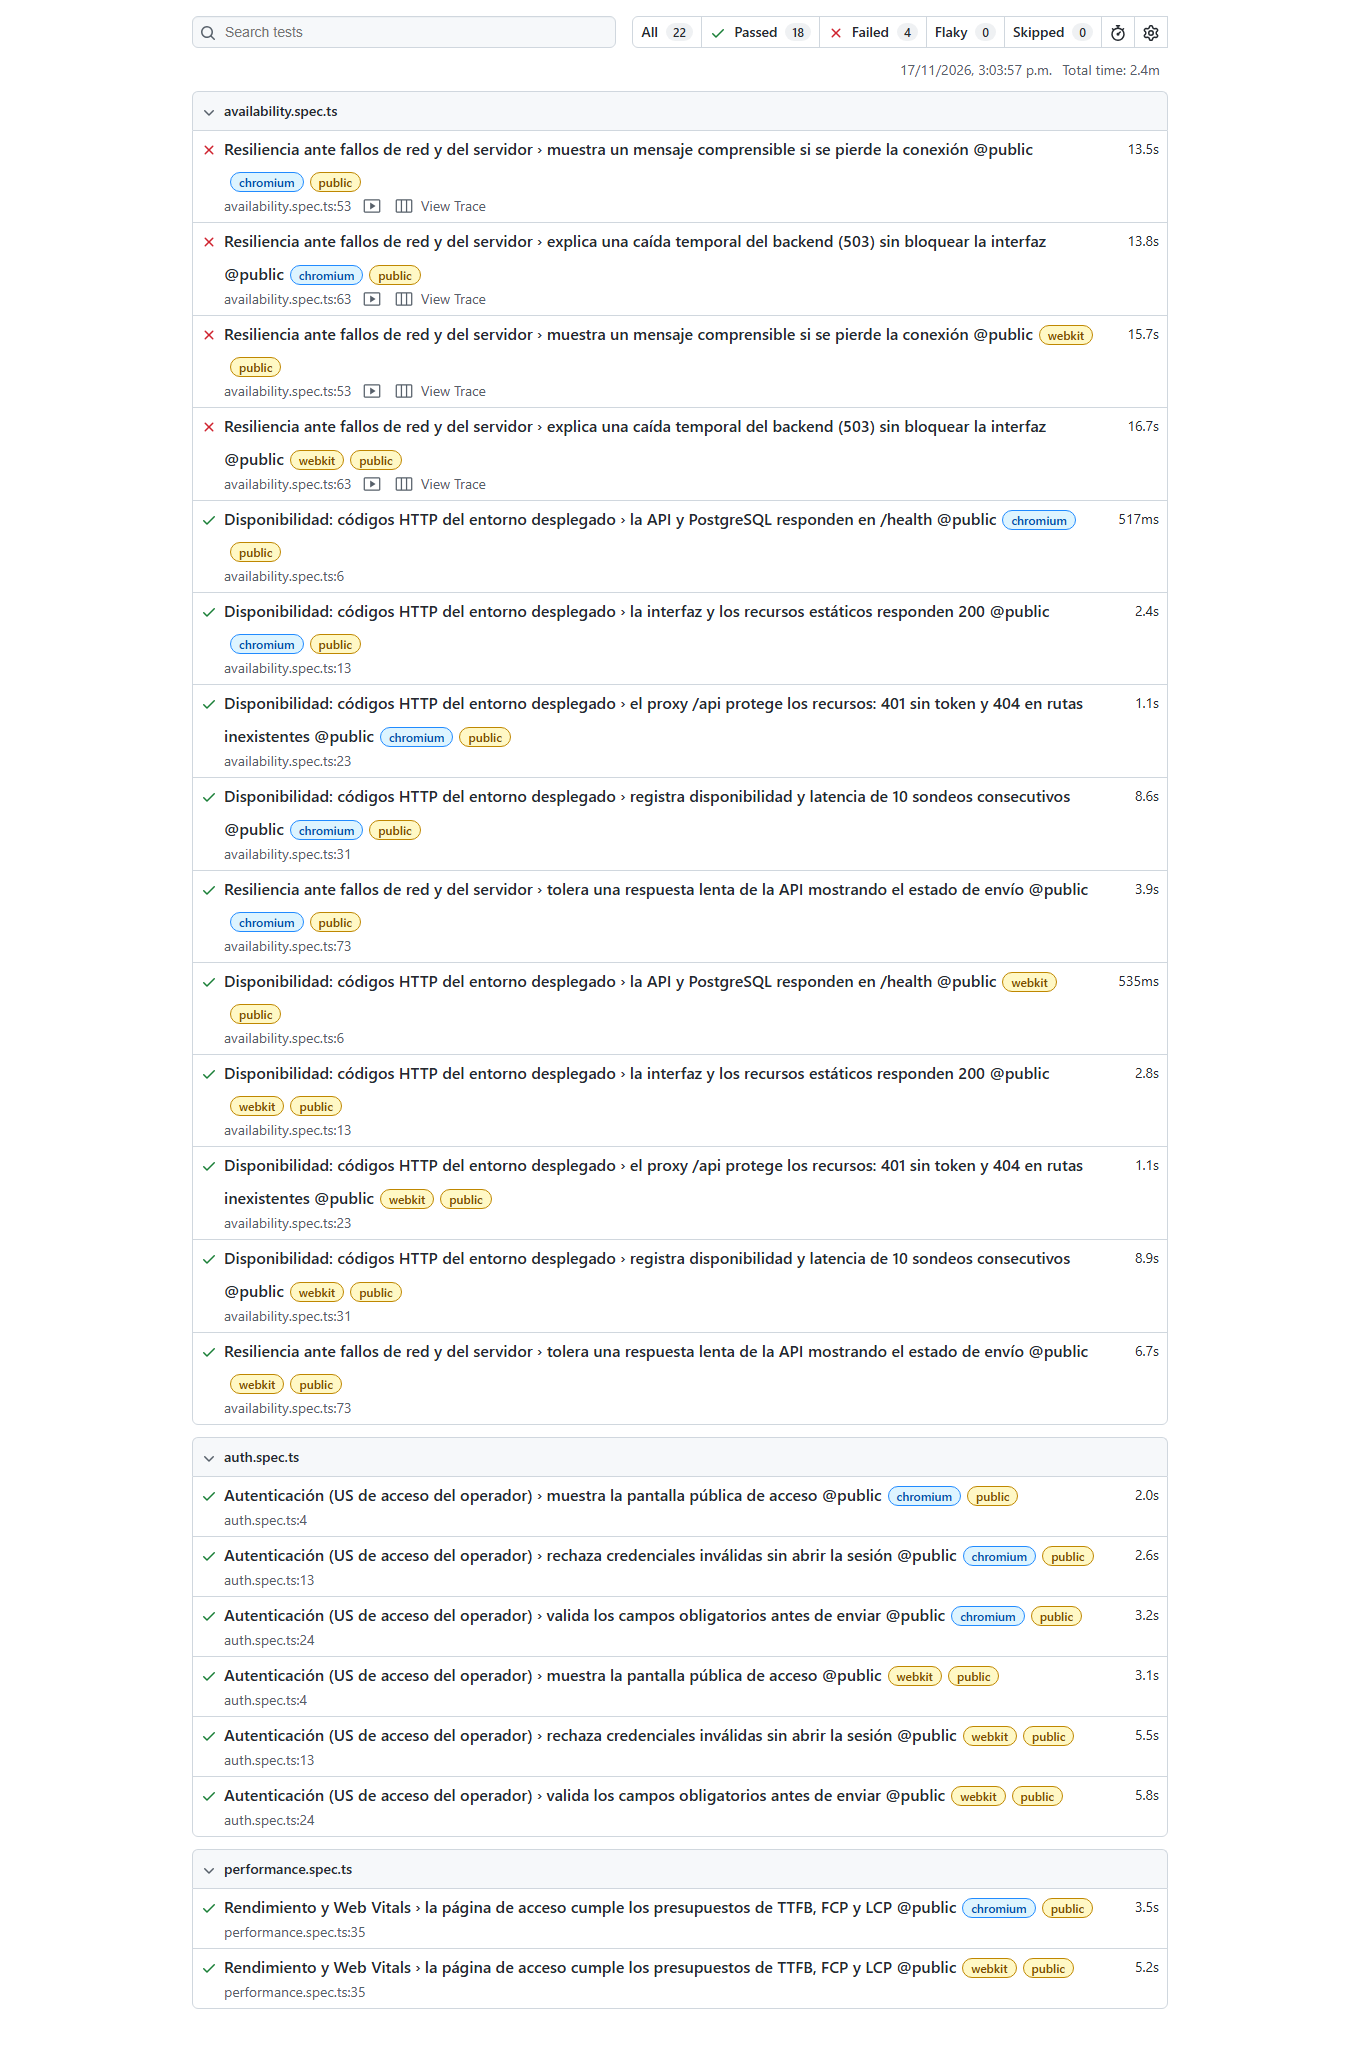 Search tests
All 22 Passed 18 Failed 4 Flaky 0 Skipped 0
17/11/2026, 3:03:57 p.m. Total time: 2.4m
availability.spec.ts
Resiliencia ante fallos de red y del servidor › muestra un mensaje comprensible si se pierde la conexión @public 13.5s
chromium public
availability.spec.ts:53 View Trace
Resiliencia ante fallos de red y del servidor › explica una caída temporal del backend (503) sin bloquear la interfaz 13.8s
@public chromium public
availability.spec.ts:63 View Trace
Resiliencia ante fallos de red y del servidor › muestra un mensaje comprensible si se pierde la conexión @public webkit 15.7s
public
availability.spec.ts:53 View Trace
Resiliencia ante fallos de red y del servidor › explica una caída temporal del backend (503) sin bloquear la interfaz 16.7s
@public webkit public
availability.spec.ts:63 View Trace
Disponibilidad: códigos HTTP del entorno desplegado › la API y PostgreSQL responden en /health @public chromium 517ms
public
availability.spec.ts:6
Disponibilidad: códigos HTTP del entorno desplegado › la interfaz y los recursos estáticos responden 200 @public 2.4s
chromium public
availability.spec.ts:13
Disponibilidad: códigos HTTP del entorno desplegado › el proxy /api protege los recursos: 401 sin token y 404 en rutas 1.1s
inexistentes @public chromium public
availability.spec.ts:23
Disponibilidad: códigos HTTP del entorno desplegado › registra disponibilidad y latencia de 10 sondeos consecutivos 8.6s
@public chromium public
availability.spec.ts:31
Resiliencia ante fallos de red y del servidor › tolera una respuesta lenta de la API mostrando el estado de envío @public 3.9s
chromium public
availability.spec.ts:73
Disponibilidad: códigos HTTP del entorno desplegado › la API y PostgreSQL responden en /health @public webkit 535ms
public
availability.spec.ts:6
Disponibilidad: códigos HTTP del entorno desplegado › la interfaz y los recursos estáticos responden 200 @public 2.8s
webkit public
availability.spec.ts:13
Disponibilidad: códigos HTTP del entorno desplegado › el proxy /api protege los recursos: 401 sin token y 404 en rutas 1.1s
inexistentes @public webkit public
availability.spec.ts:23
Disponibilidad: códigos HTTP del entorno desplegado › registra disponibilidad y latencia de 10 sondeos consecutivos 8.9s
@public webkit public
availability.spec.ts:31
Resiliencia ante fallos de red y del servidor › tolera una respuesta lenta de la API mostrando el estado de envío @public 6.7s
webkit public
availability.spec.ts:73
auth.spec.ts
Autenticación (US de acceso del operador) › muestra la pantalla pública de acceso @public chromium public 2.0s
auth.spec.ts:4
Autenticación (US de acceso del operador) › rechaza credenciales inválidas sin abrir la sesión @public chromium public 2.6s
auth.spec.ts:13
Autenticación (US de acceso del operador) › valida los campos obligatorios antes de enviar @public chromium public 3.2s
auth.spec.ts:24
Autenticación (US de acceso del operador) › muestra la pantalla pública de acceso @public webkit public 3.1s
auth.spec.ts:4
Autenticación (US de acceso del operador) › rechaza credenciales inválidas sin abrir la sesión @public webkit public 5.5s
auth.spec.ts:13
Autenticación (US de acceso del operador) › valida los campos obligatorios antes de enviar @public webkit public 5.8s
auth.spec.ts:24
performance.spec.ts
Rendimiento y Web Vitals › la página de acceso cumple los presupuestos de TTFB, FCP y LCP @public chromium public 3.5s
performance.spec.ts:35
Rendimiento y Web Vitals › la página de acceso cumple los presupuestos de TTFB, FCP y LCP @public webkit public 5.2s
performance.spec.ts:35